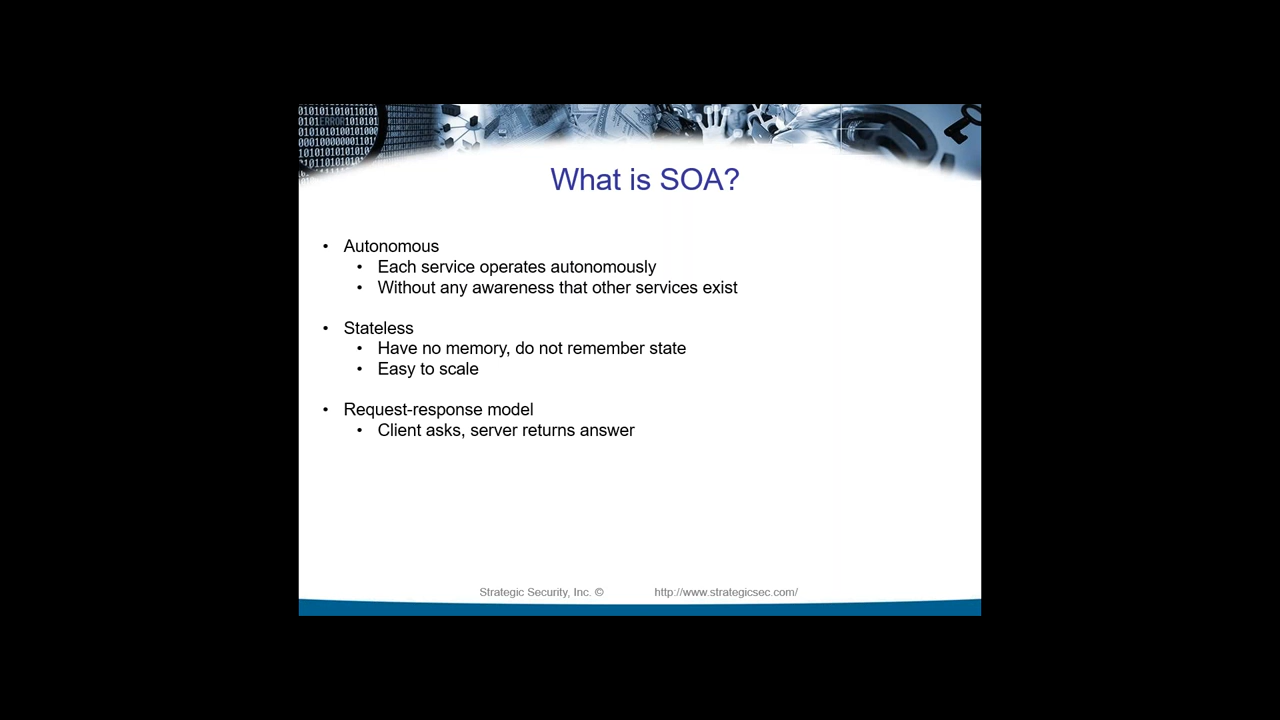 What is SOA?
• Autonomous
• Each service operates autonomously
• Without any awareness that other services exist
• Stateless
• Have no memory, do not remember state
• Easy to scale
• Request-response model
• Client asks, server returns answer
Strategic Security, Inc. © http://www.strategicsec.com/